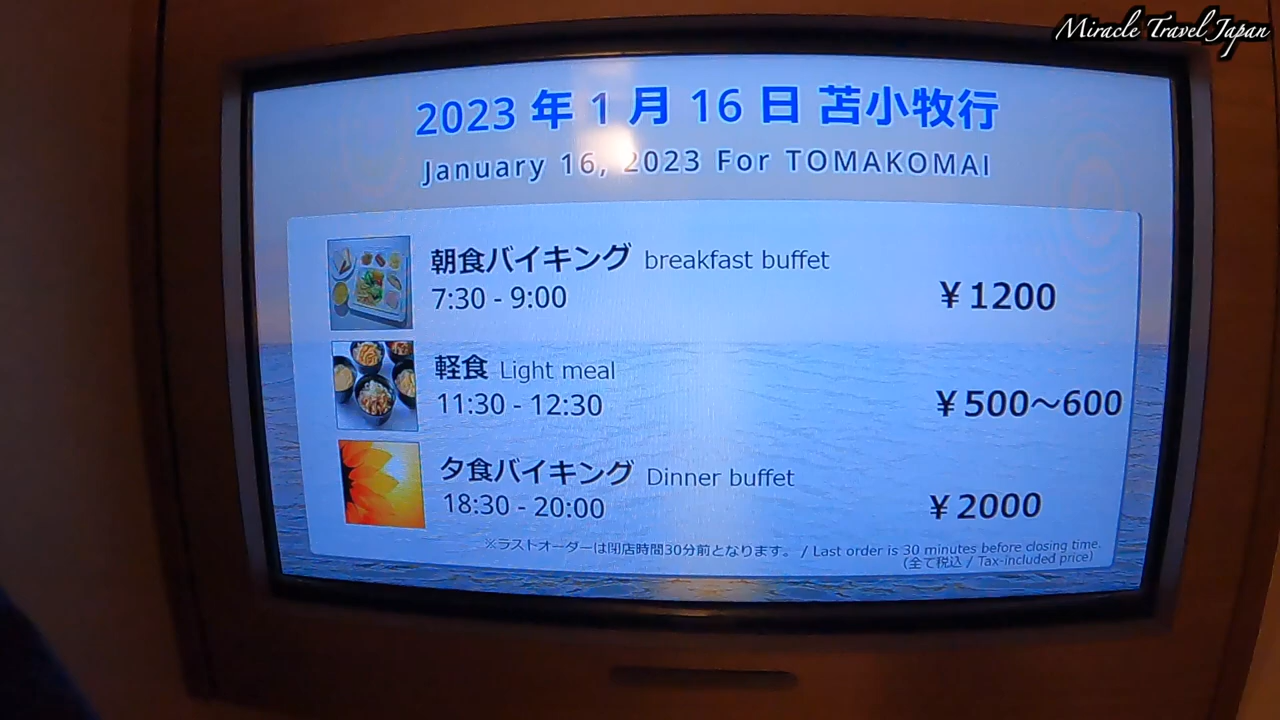 Miracle Travel Japan
2023 年 1 月 16 日 苫小牧行
January 16, 2023 For TOMAKOMAI
朝食バイキング breakfast buffet
7:30 - 9:00
¥1200
軽食 Light meal
11:30 - 12:30
¥500～600
夕食バイキング Dinner buffet
18:30 - 20:00
¥2000
※ラストオーダーは閉店時間30分前となります。 / Last order is 30 minutes before closing time.
(全て税込 / Tax-included price)